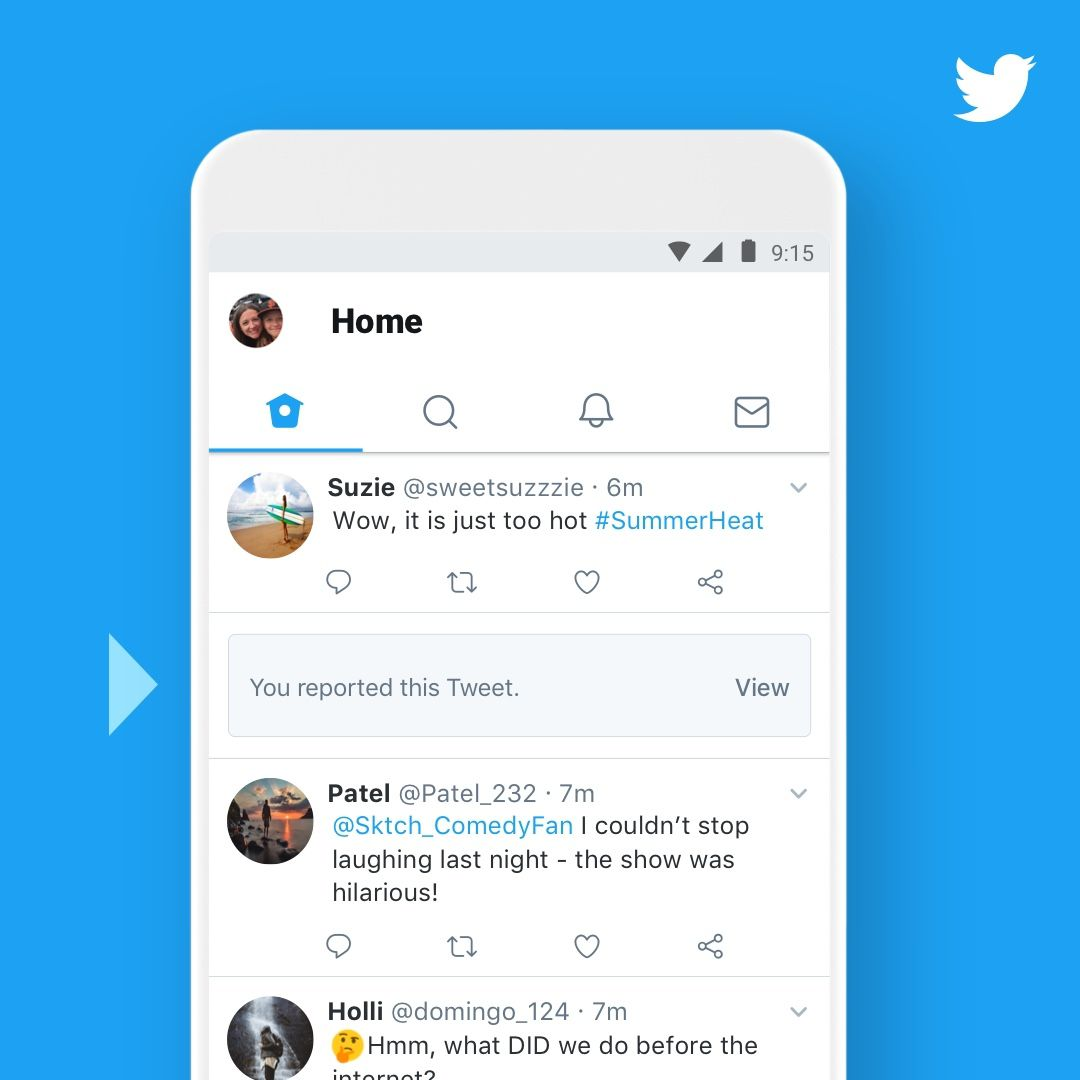 9:15
Home
Suzie @sweetsuzzzie · 6m
Wow, it is just too hot #SummerHeat
You reported this Tweet. View
Patel @Patel_232 · 7m
@Sktch_ComedyFan I couldn’t stop
laughing last night - the show was
hilarious!
Holli @domingo_124 · 7m
🤔Hmm, what DID we do before the
internet?